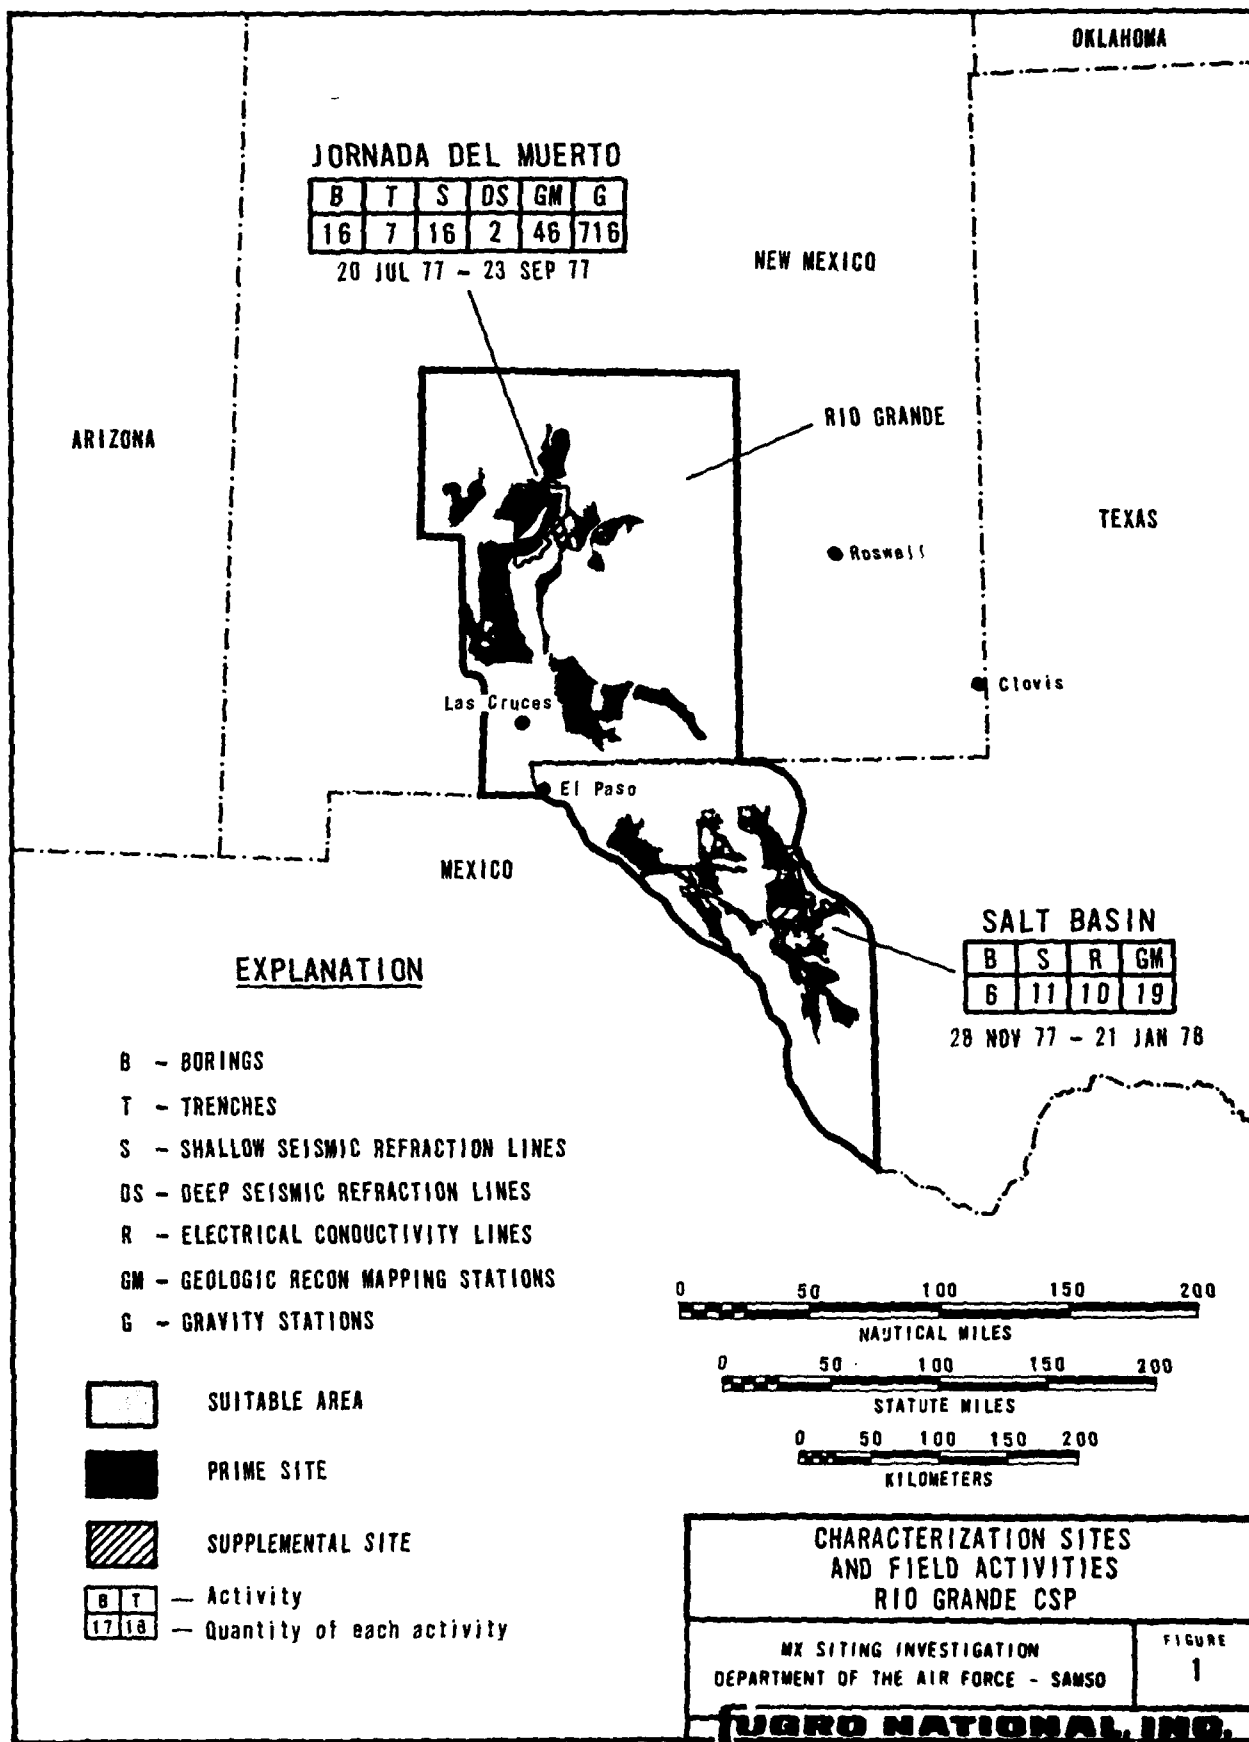 OKLAHOMA
JORNADA DEL MUERTO
B T S DS GM G
16 7 16 2 46 716
20 JUL 77 - 23 SEP 77
NEW MEXICO
ARIZONA
RIO GRANDE
TEXAS
Roswell
Clovis
Las Cruces
El Paso
MEXICO
SALT BASIN
B S R GM
6 11 10 19
28 NOV 77 - 21 JAN 78
EXPLANATION
B - BORINGS
T - TRENCHES
S - SHALLOW SEISMIC REFRACTION LINES
DS - DEEP SEISMIC REFRACTION LINES
R - ELECTRICAL CONDUCTIVITY LINES
GM - GEOLOGIC RECON MAPPING STATIONS
G - GRAVITY STATIONS
0 50 100 150 200
NAUTICAL MILES
0 50 100 150 200
STATUTE MILES
0 50 100 150 200
KILOMETERS
SUITABLE AREA
PRIME SITE
SUPPLEMENTAL SITE
B T — Activity
17 18 — Quantity of each activity
CHARACTERIZATION SITES
AND FIELD ACTIVITIES
RIO GRANDE CSP
MX SITING INVESTIGATION
DEPARTMENT OF THE AIR FORCE - SAMSO
FIGURE
1
FUGRO NATIONAL, INC.